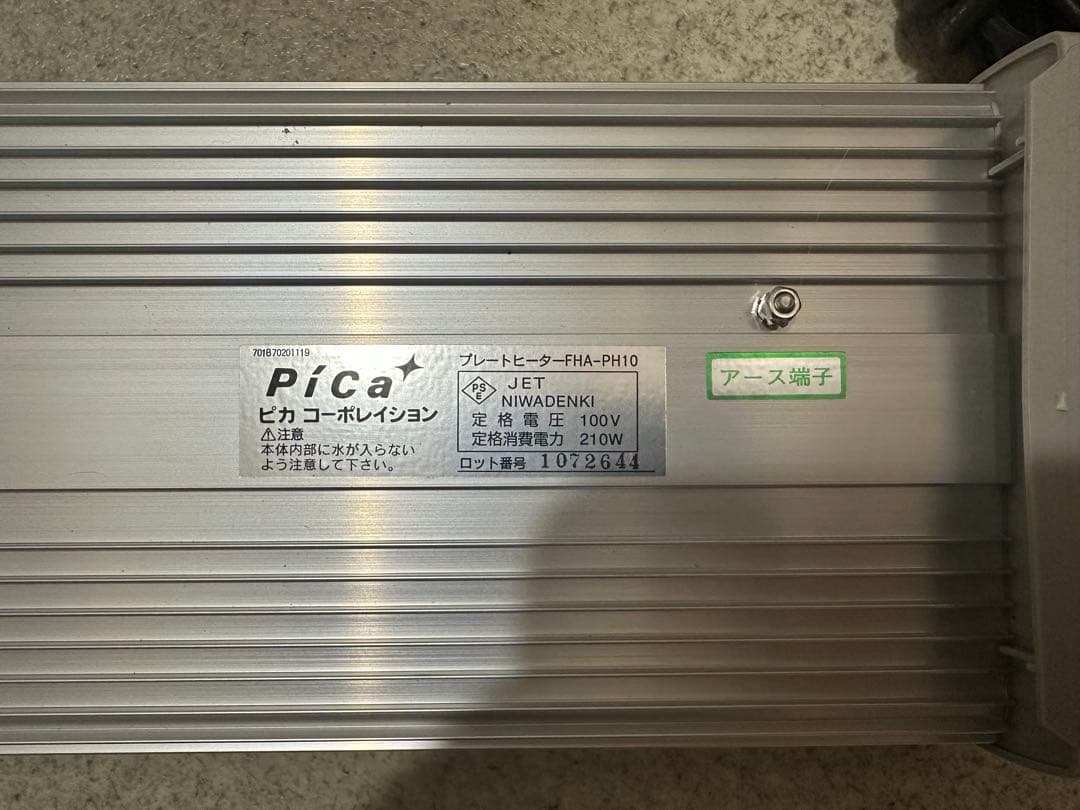 701B70201119
Pica
ピカ コーポレイション
⚠注意
本体内部に水が入らない
よう注意して下さい。
プレートヒーターFHA-PH10
PSE
JET
NIWADENKI
定格電圧 100V
定格消費電力 210W
ロット番号 1072644
アース端子